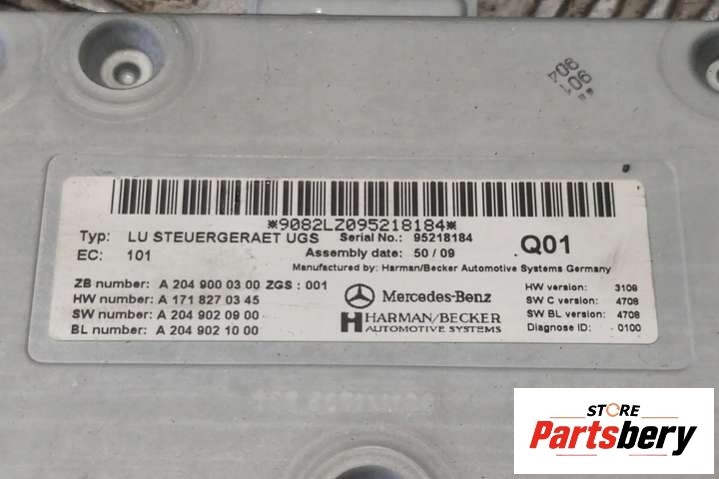 *9082LZ095218184*
Typ: LU STEUERGERAET UGS Serial No.: 95218184 Q01
EC: 101 Assembly date: 50 / 09
Manufactured by: Harman/Becker Automotive Systems Germany
ZB number: A 204 900 03 00 ZGS : 001
HW number: A 171 827 03 45
SW number: A 204 902 09 00
BL number: A 204 902 10 00
Mercedes-Benz
HARMAN/BECKER
AUTOMOTIVE SYSTEMS
HW version: 3109
SW C version: 4708
SW BL version: 4708
Diagnose ID: 0100
STORE
Partsbery